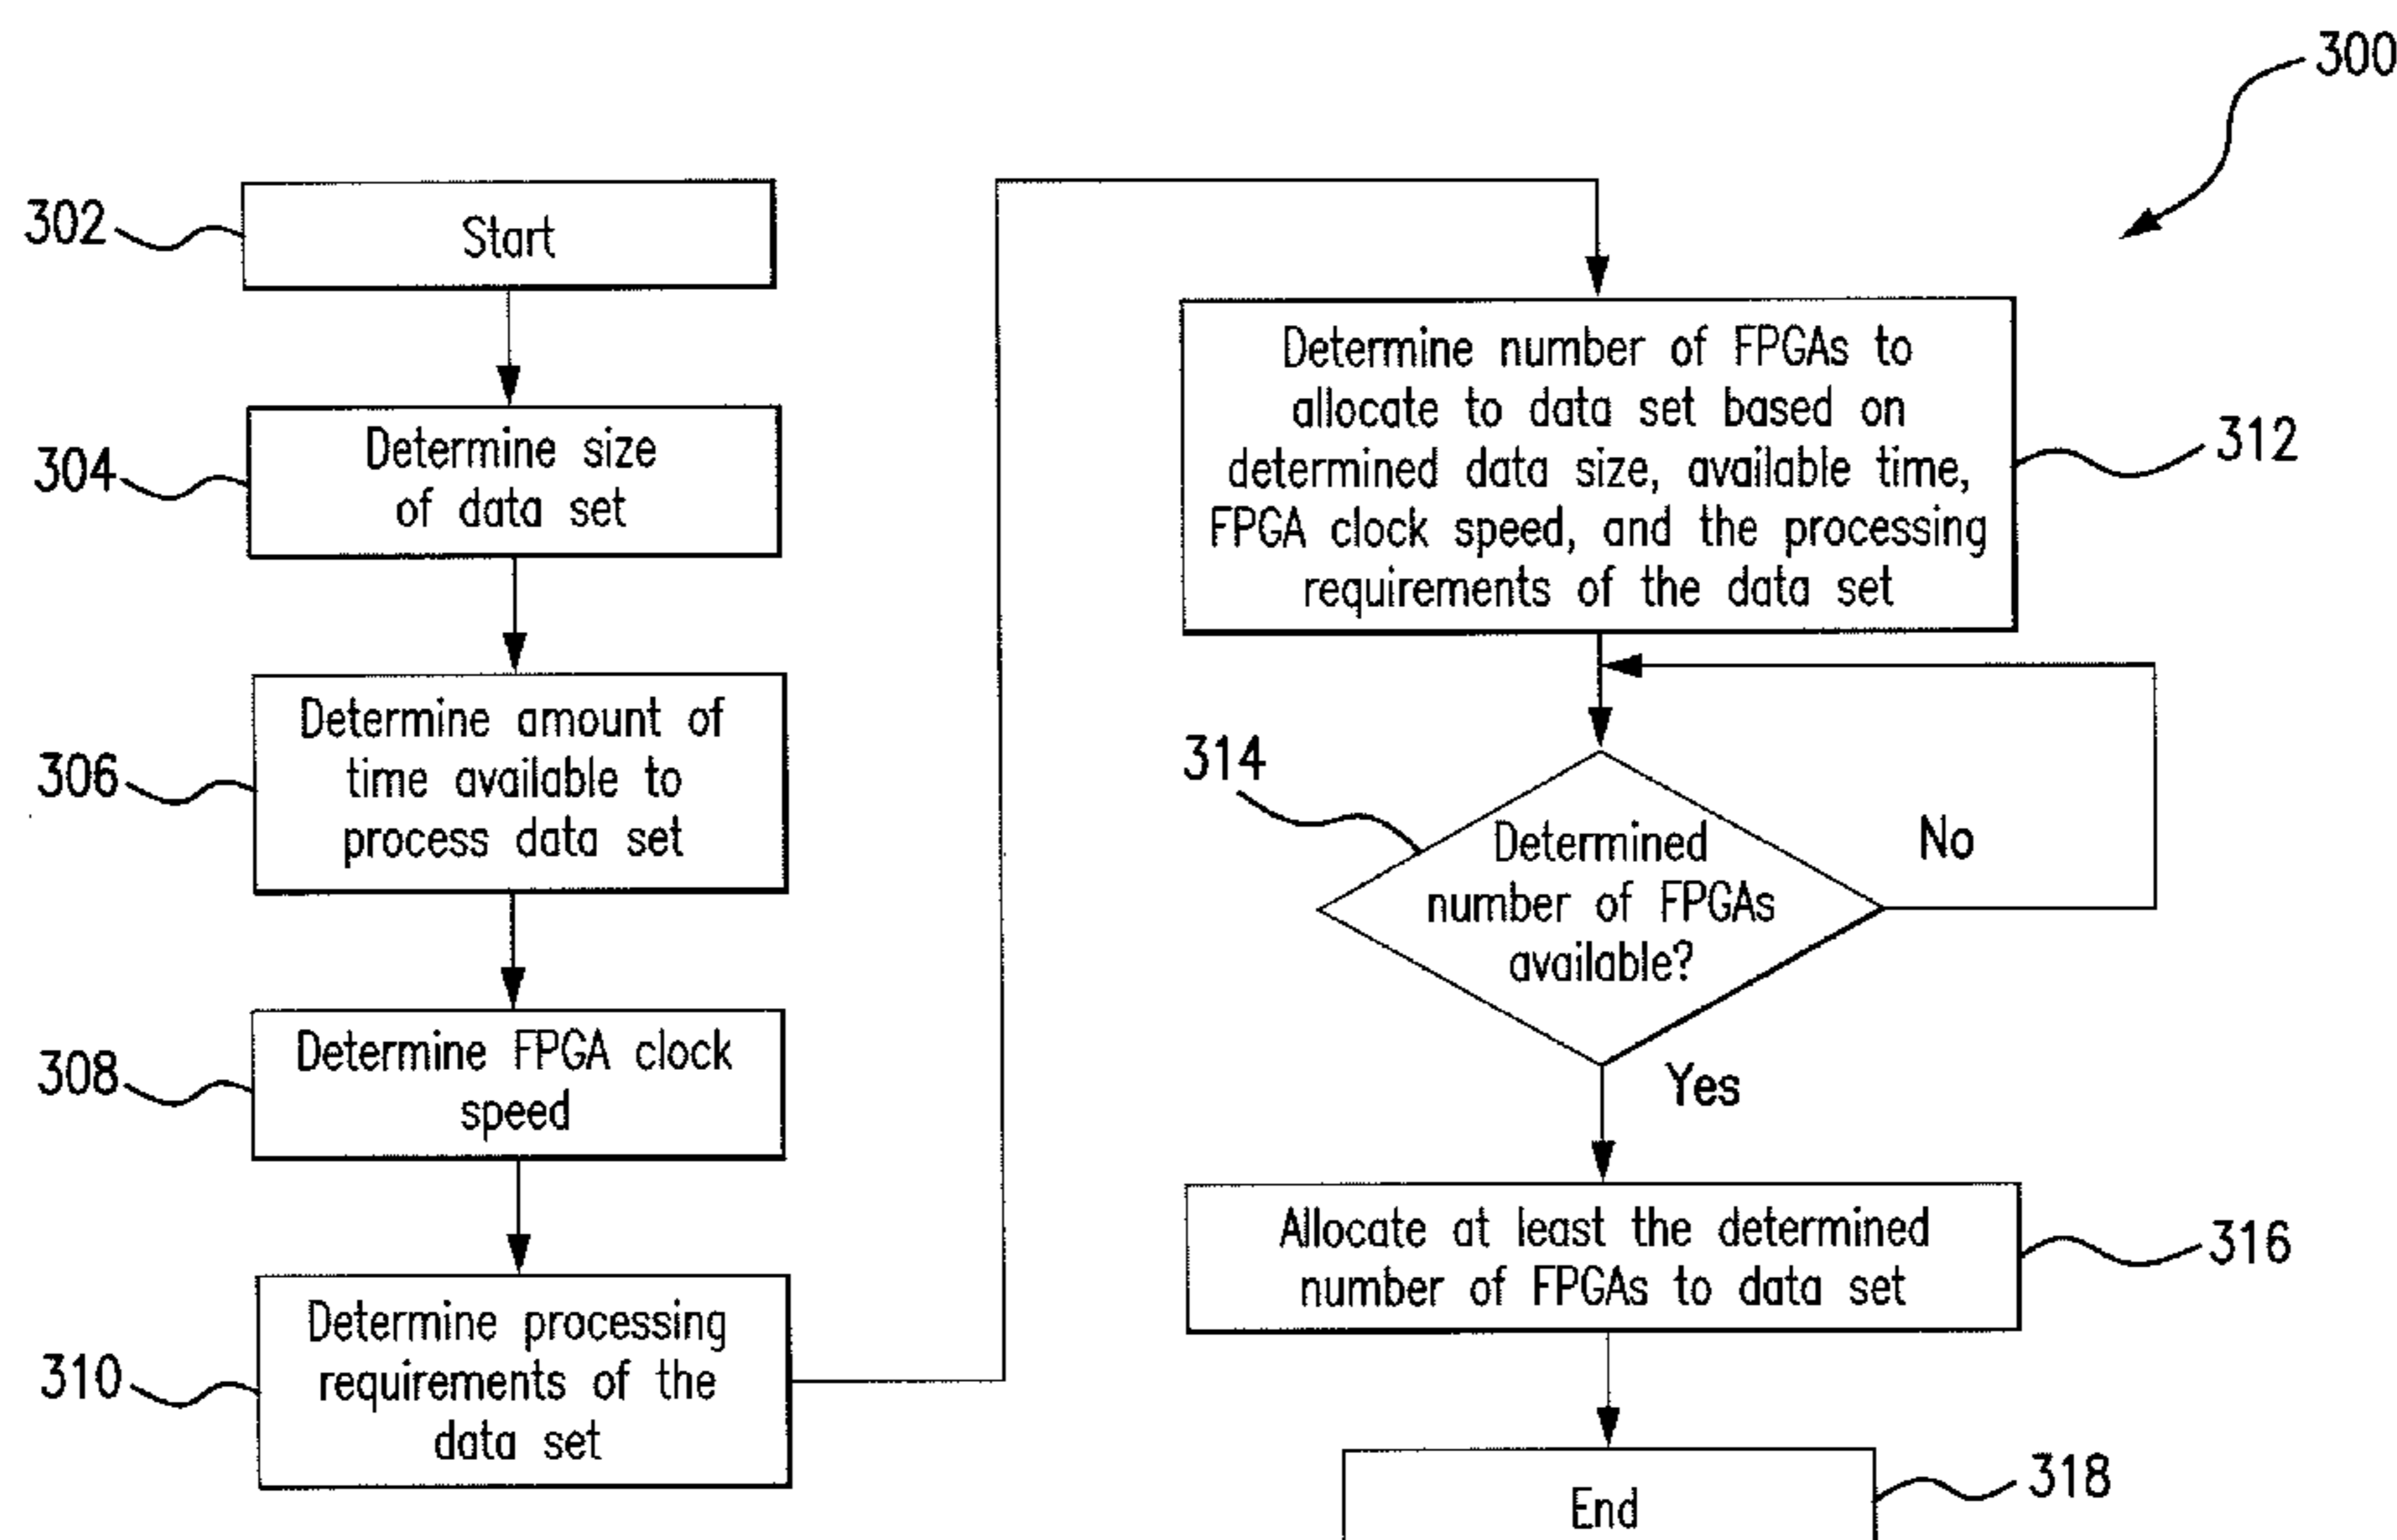 300
302
Start
304
Determine size
of data set
306
Determine amount of
time available to
process data set
308
Determine FPGA clock
speed
310
Determine processing
requirements of the
data set
Determine number of FPGAs to
allocate to data set based on
determined data size, available time,
FPGA clock speed, and the processing
requirements of the data set
312
314
Determined
number of FPGAs
available?
No
Yes
Allocate at least the determined
number of FPGAs to data set
316
End
318